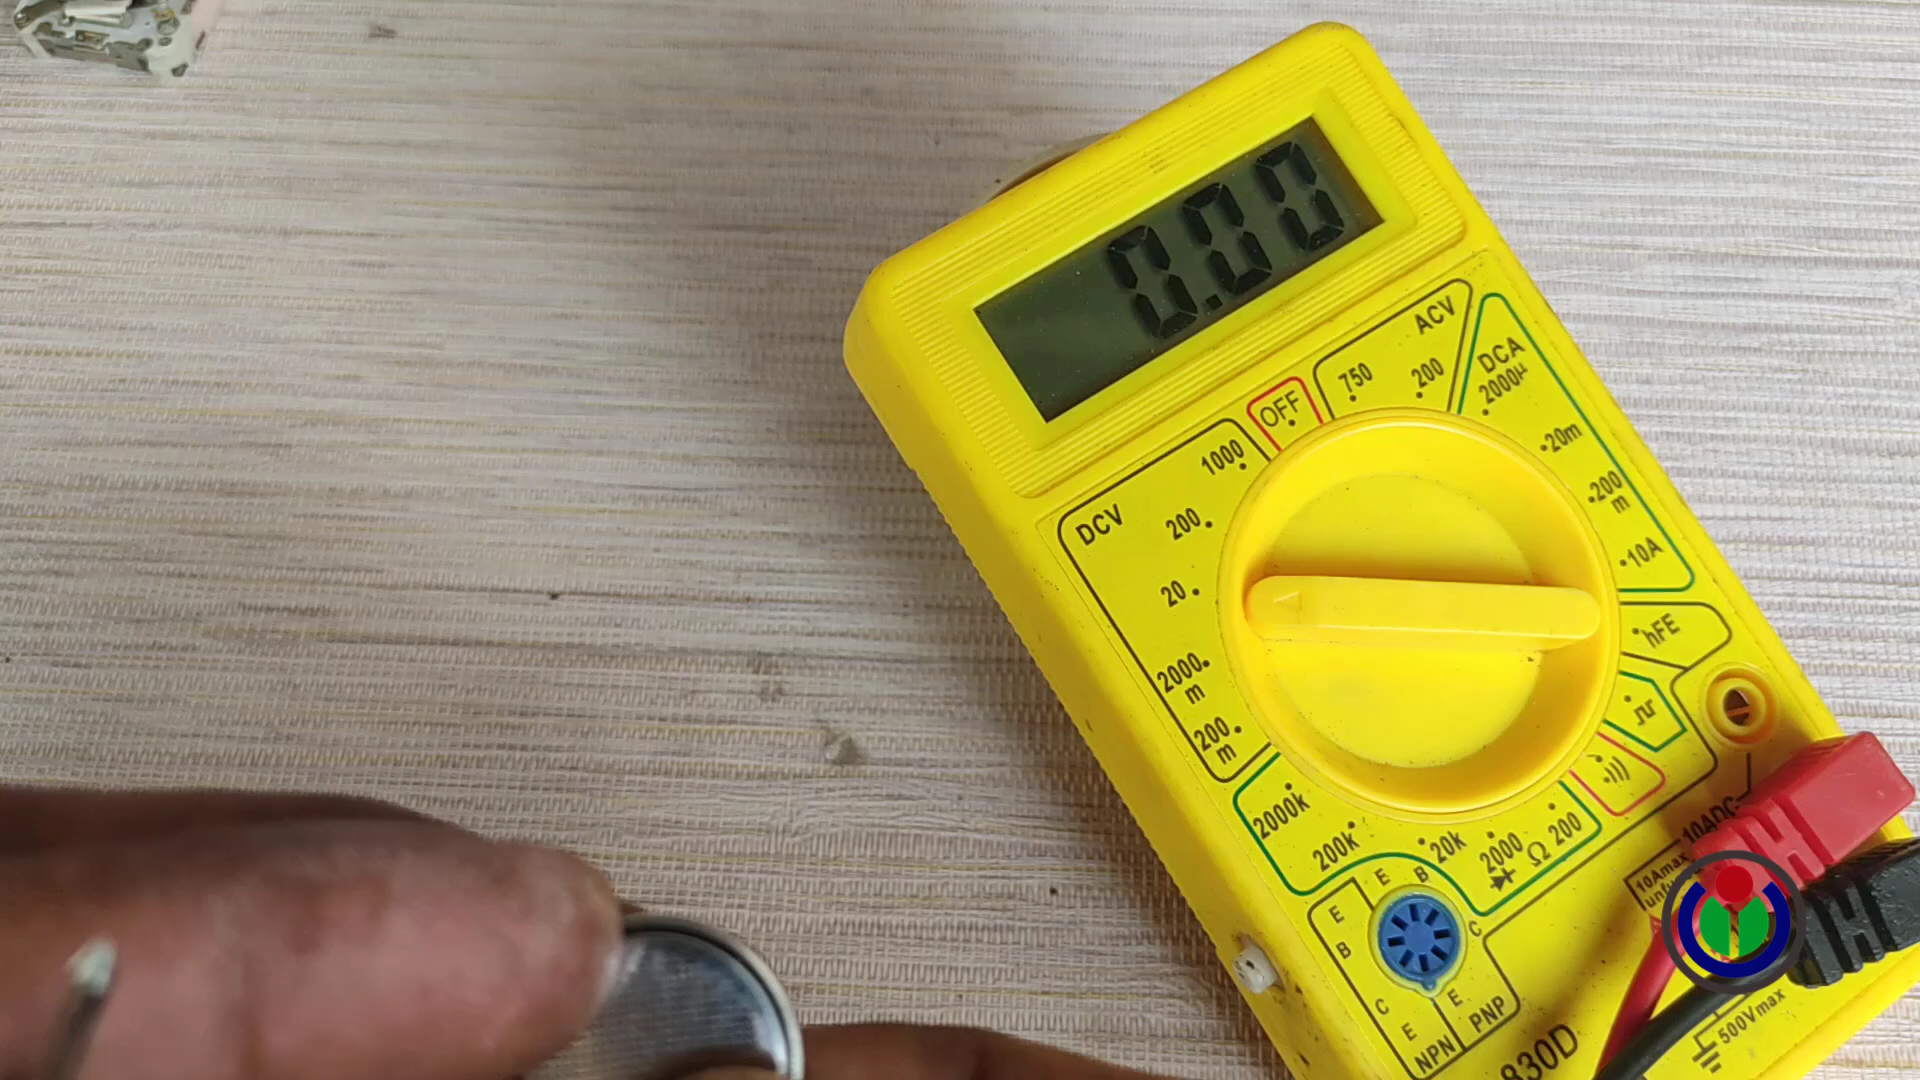 0.00
OFF
ACV
750
200
DCA
2000µ
20m
200
m
10A
hFE
DCV
1000
200
20
2000
m
200
m
2000k
200k
20k
2000
Ω
200
10ADC
10Amax
E
B
C
E
E
B
C
E
NPN
PNP
500Vmax
830D